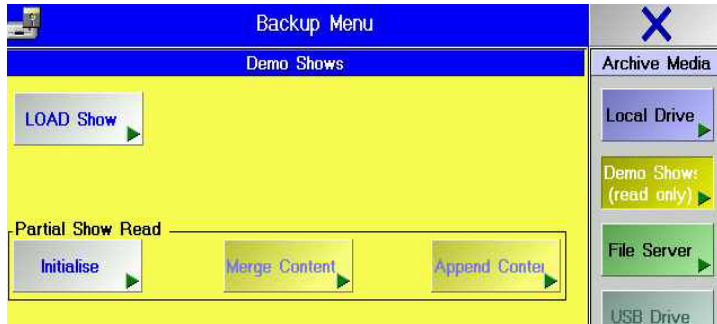 Backup Menu
Demo Shows
LOAD Show
Partial Show Read
Initialise
Merge Content
Append Conte
Archive Media
Local Drive
Demo Show
(read only)
File Server
USB Drive